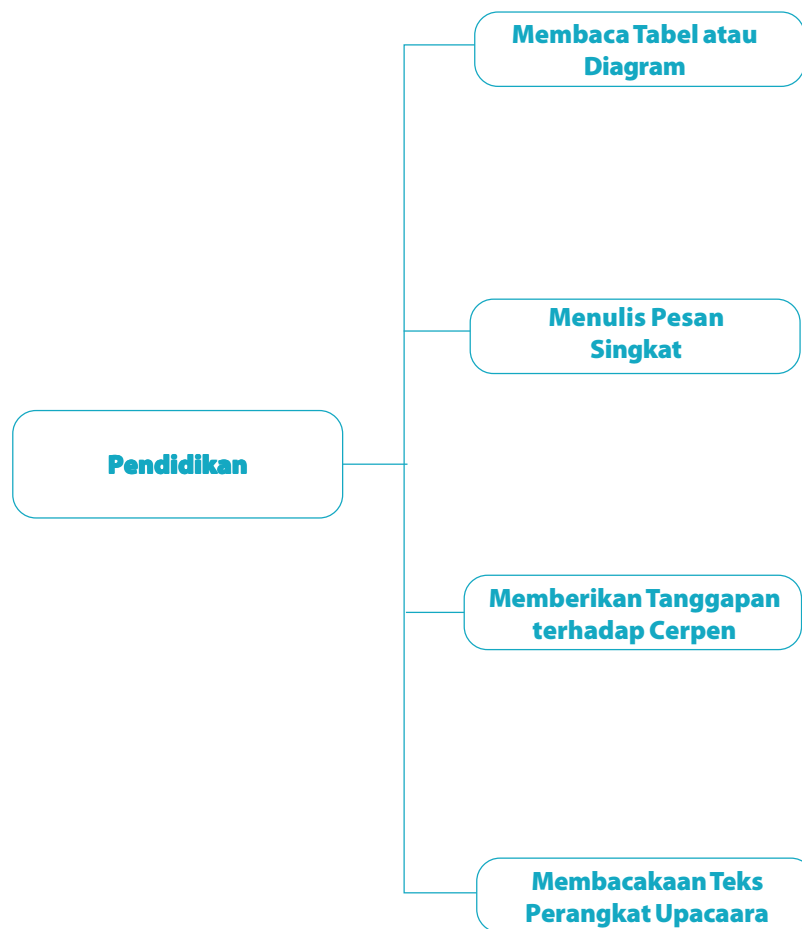 Membaca Tabel atau
Diagram
Menulis Pesan
Singkat
Pendidikan
Memberikan Tanggapan
terhadap Cerpen
Membacakaan Teks
Perangkat Upacaara